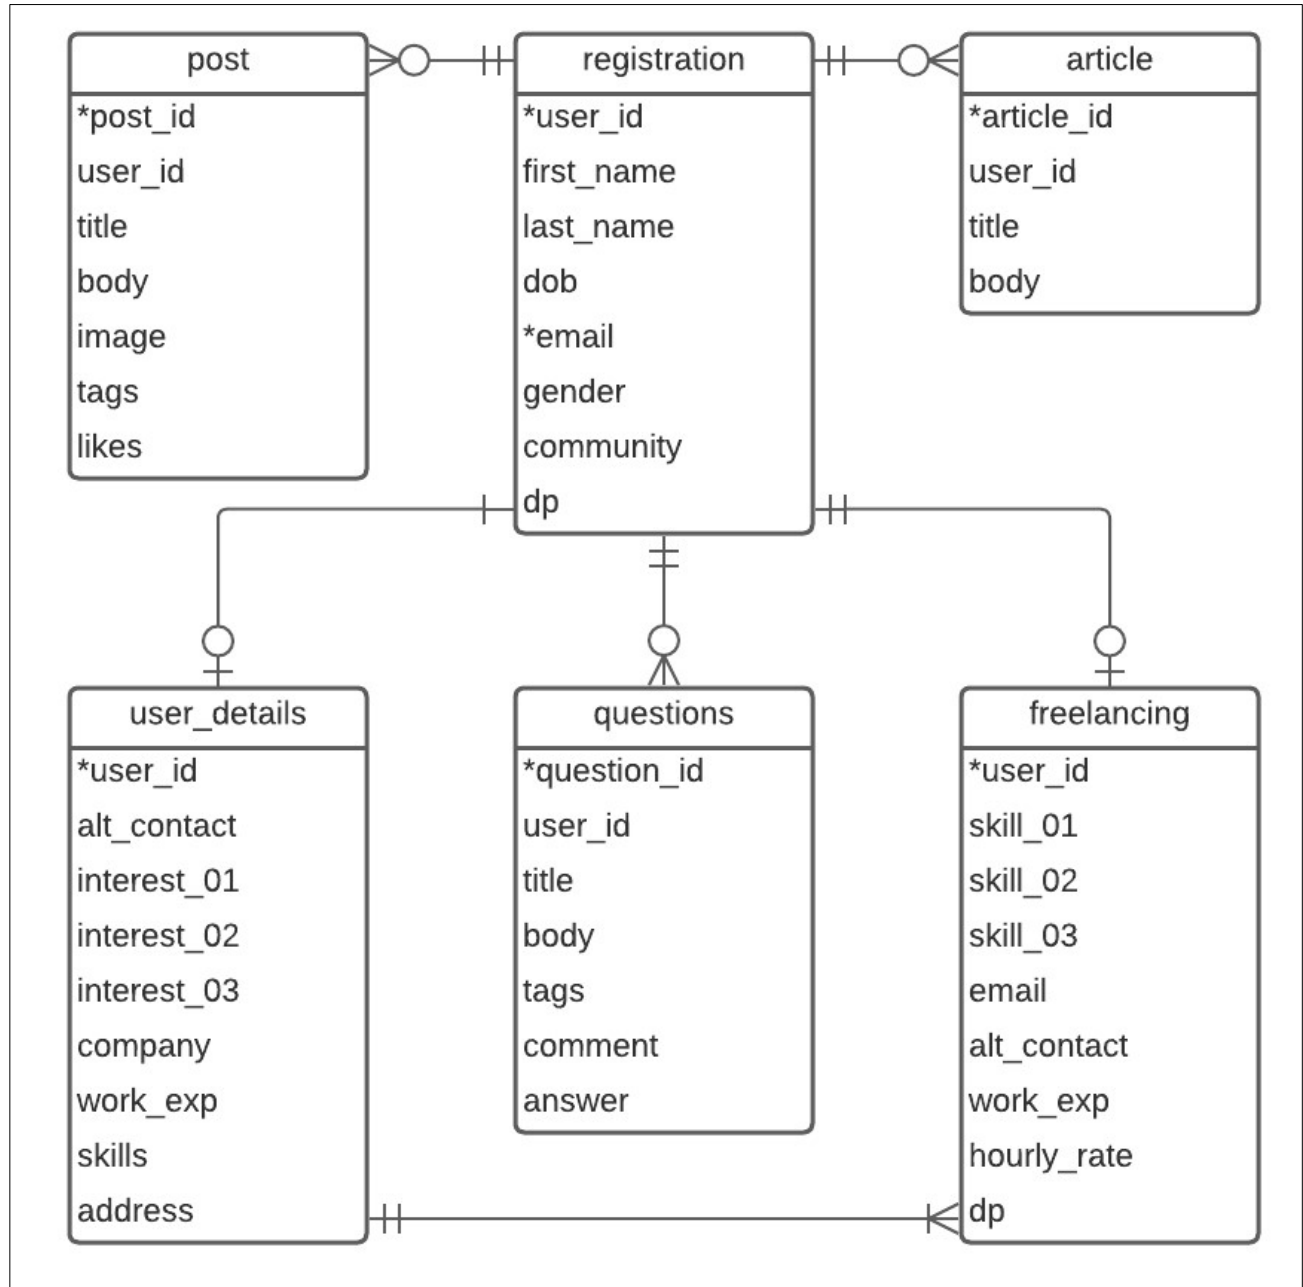 post
*post_id
user_id
title
body
image
tags
likes
registration
*user_id
first_name
last_name
dob
*email
gender
community
dp
article
*article_id
user_id
title
body
user_details
*user_id
alt_contact
interest_01
interest_02
interest_03
company
work_exp
skills
address
questions
*question_id
user_id
title
body
tags
comment
answer
freelancing
*user_id
skill_01
skill_02
skill_03
email
alt_contact
work_exp
hourly_rate
dp